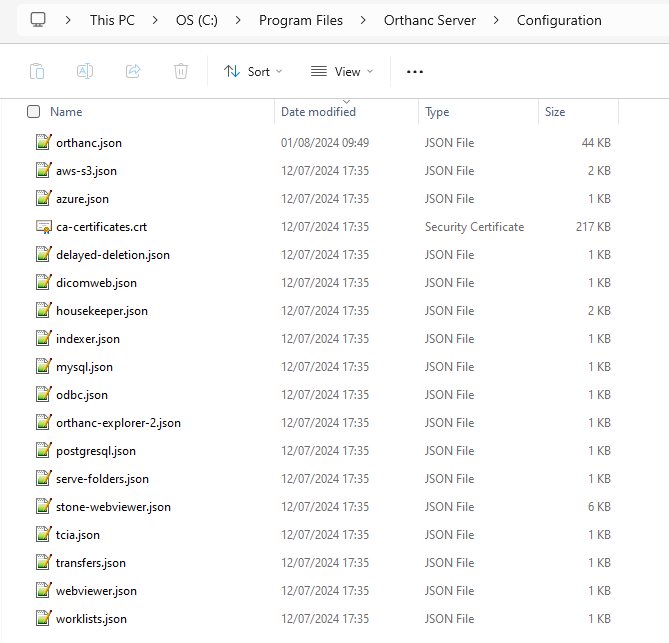 This PC > OS (C:) > Program Files > Orthanc Server > Configuration
Sort View ...
Name Date modified Type Size
orthanc.json 01/08/2024 09:49 JSON File 44 KB
aws-s3.json 12/07/2024 17:35 JSON File 2 KB
azure.json 12/07/2024 17:35 JSON File 1 KB
ca-certificates.crt 12/07/2024 17:35 Security Certificate 217 KB
delayed-deletion.json 12/07/2024 17:35 JSON File 1 KB
dicomweb.json 12/07/2024 17:35 JSON File 1 KB
housekeeper.json 12/07/2024 17:35 JSON File 2 KB
indexer.json 12/07/2024 17:35 JSON File 1 KB
mysql.json 12/07/2024 17:35 JSON File 1 KB
odbc.json 12/07/2024 17:35 JSON File 1 KB
orthanc-explorer-2.json 12/07/2024 17:35 JSON File 1 KB
postgresql.json 12/07/2024 17:35 JSON File 1 KB
serve-folders.json 12/07/2024 17:35 JSON File 1 KB
stone-webviewer.json 12/07/2024 17:35 JSON File 6 KB
tcia.json 12/07/2024 17:35 JSON File 1 KB
transfers.json 12/07/2024 17:35 JSON File 1 KB
webviewer.json 12/07/2024 17:35 JSON File 1 KB
worklists.json 12/07/2024 17:35 JSON File 1 KB